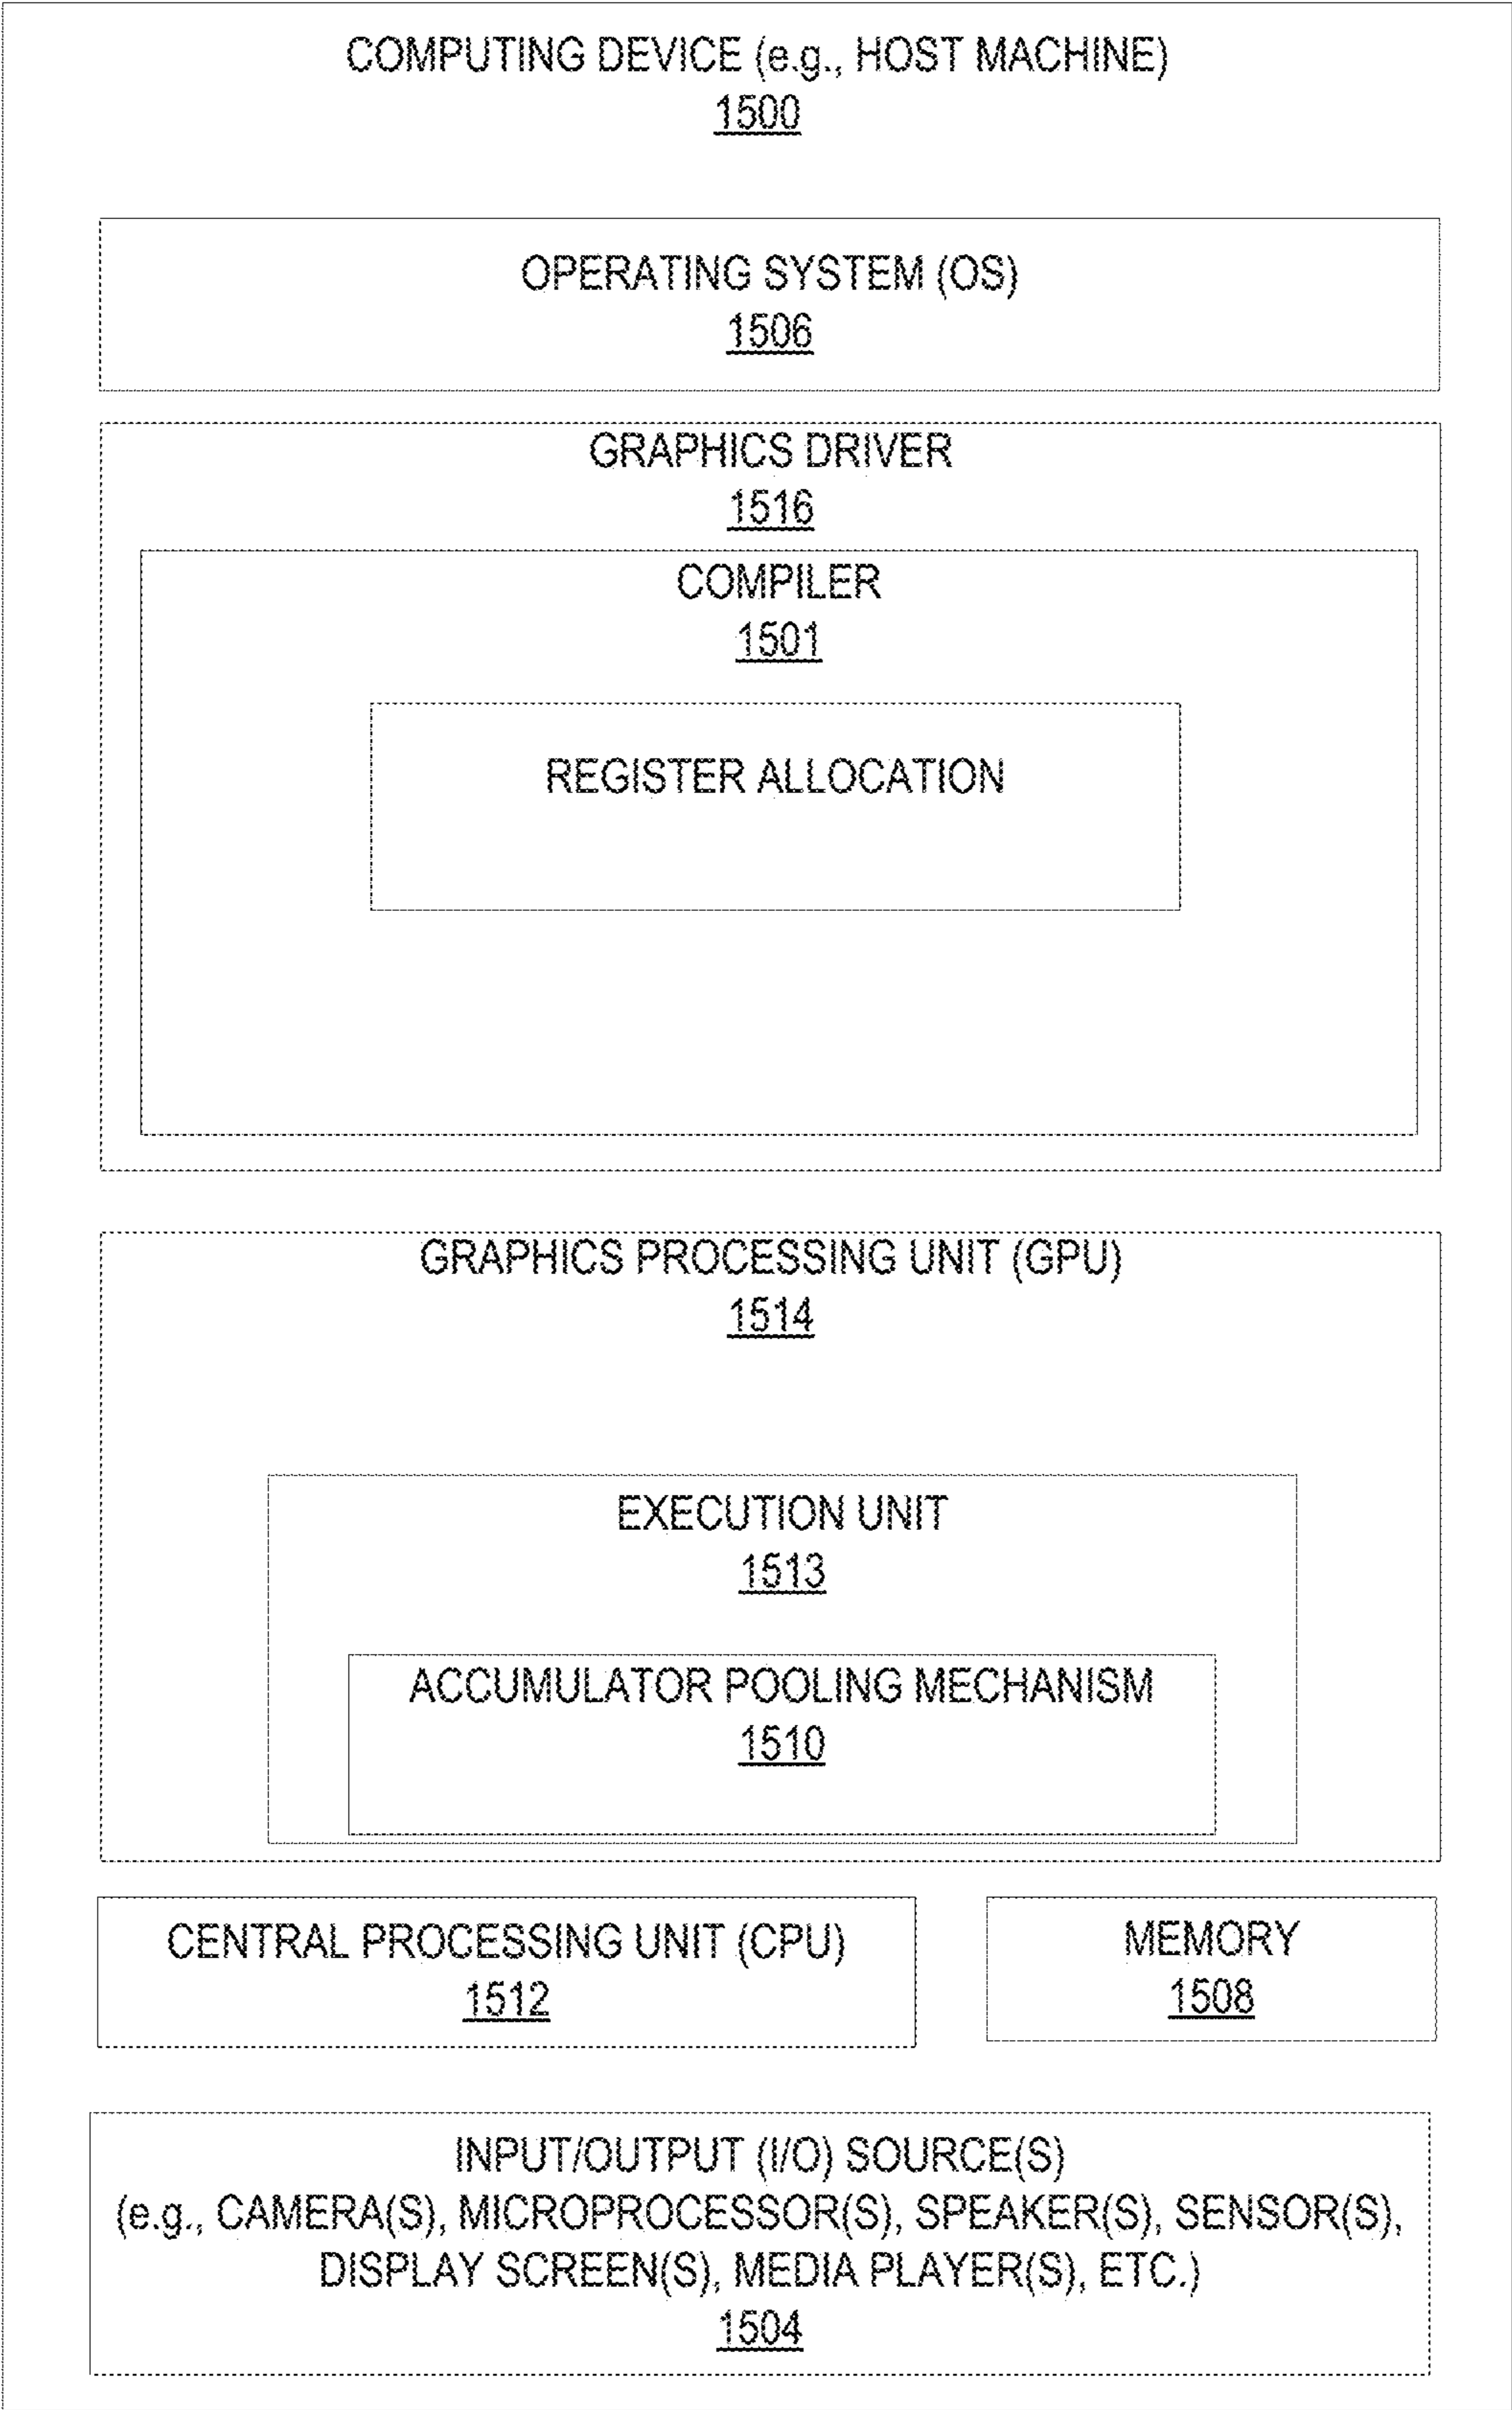 COMPUTING DEVICE (e.g., HOST MACHINE)
1500
OPERATING SYSTEM (OS)
1506
GRAPHICS DRIVER
1516
COMPILER
1501
REGISTER ALLOCATION
GRAPHICS PROCESSING UNIT (GPU)
1514
EXECUTION UNIT
1513
ACCUMULATOR POOLING MECHANISM
1510
CENTRAL PROCESSING UNIT (CPU)
1512
MEMORY
1508
INPUT/OUTPUT (I/O) SOURCE(S)
(e.g., CAMERA(S), MICROPROCESSOR(S), SPEAKER(S), SENSOR(S),
DISPLAY SCREEN(S), MEDIA PLAYER(S), ETC.)
1504